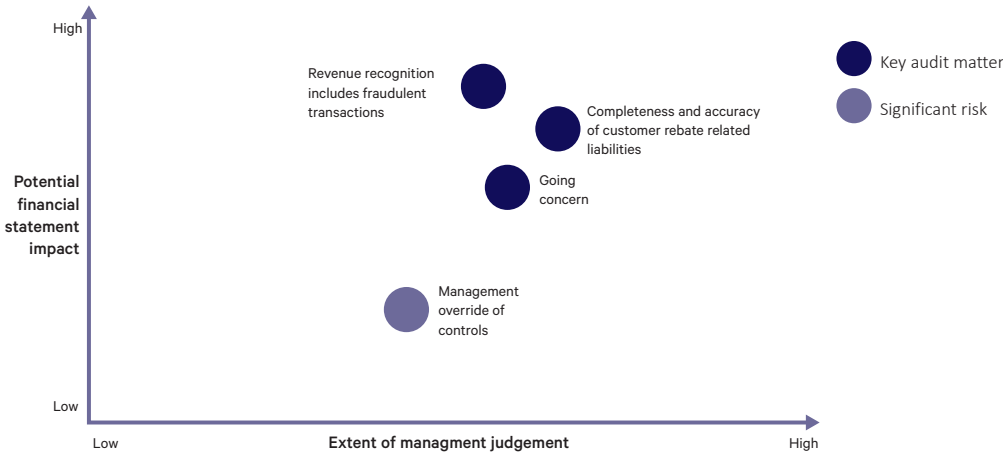 High
Revenue recognition
includes fraudulent
transactions
Completeness and accuracy
of customer rebate related
liabilities
Going
concern
Management
override of
controls
Potential
financial
statement
impact
Low
Low
Extent of managment judgement
High
Key audit matter
Significant risk